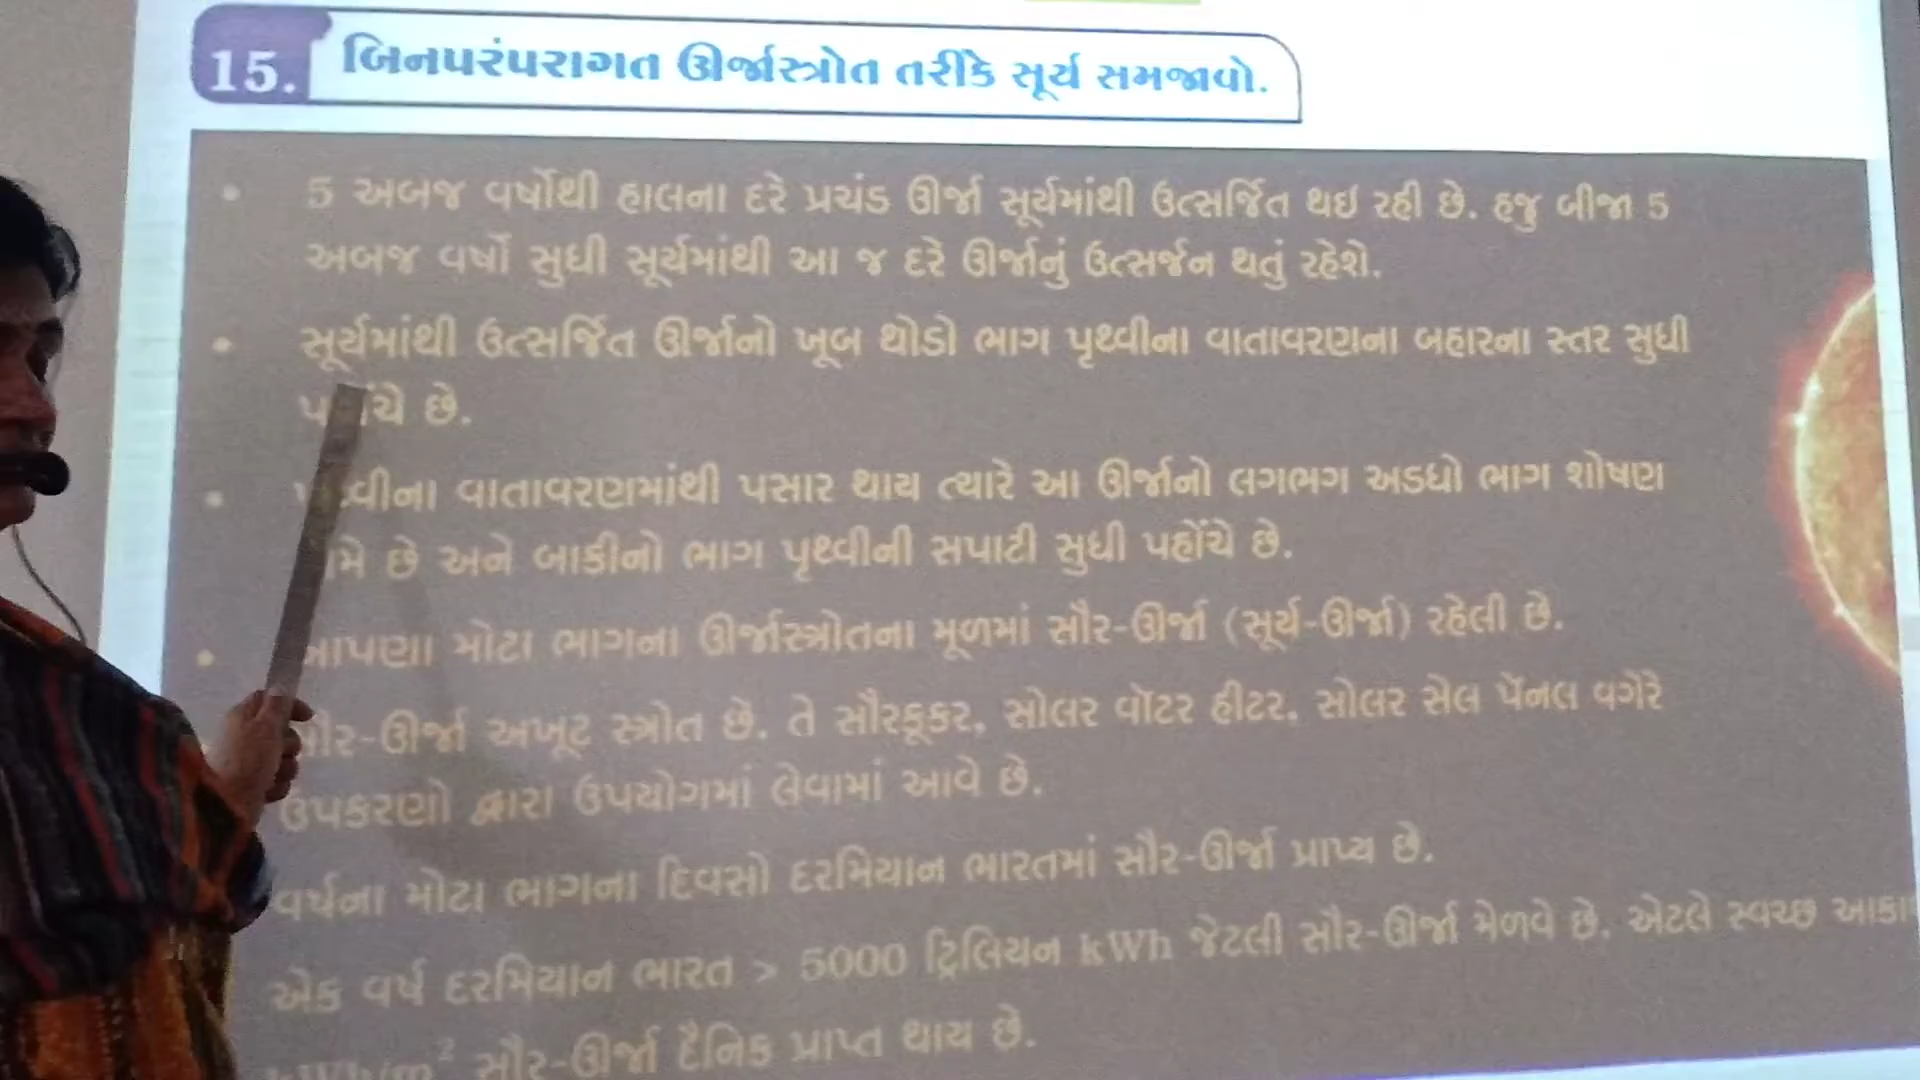 15. બિનપરંપરાગત ઊર્જાસ્ત્રોત તરીકે સૂર્ય સમજાવો.
• 5 અબજ વર્ષોથી હાલના દરે પ્રચંડ ઊર્જા સૂર્યમાંથી ઉત્સર્જિત થઇ રહી છે. હજુ બીજા 5
અબજ વર્ષો સુધી સૂર્યમાંથી આ જ દરે ઊર્જાનું ઉત્સર્જન થતું રહેશે.
• સૂર્યમાંથી ઉત્સર્જિત ઊર્જાનો ખૂબ થોડો ભાગ પૃથ્વીના વાતાવરણના બહારના સ્તર સુધી
છે.
• વાતાવરણમાંથી પસાર થાય ત્યારે આ ઊર્જાનો લગભગ અડધો ભાગ શોષણ
છે અને બાકીનો ભાગ પૃથ્વીની સપાટી સુધી પહોંચે છે.
• આપણા મોટા ભાગના ઊર્જાસ્ત્રોતના મૂળમાં સૌર-ઊર્જા (સૂર્ય-ઊર્જા) રહેલી છે.
સૌર-ઊર્જા અખૂટ સ્ત્રોત છે. તે સૌરકૂકર, સોલર વૉટર હીટર, સોલર સેલ પૅનલ વગેરે
ઉપકરણો દ્વારા ઉપયોગમાં લેવામાં આવે છે.
વર્ષના મોટા ભાગના દિવસો દરમિયાન ભારતમાં સૌર-ઊર્જા પ્રાપ્ય છે.
એક વર્ષ દરમિયાન ભારત > 5000 ટ્રિલિયન kWh જેટલી સૌર-ઊર્જા મેળવે છે. એટલે સ્વચ્છ
kWh/m² સૌર-ઊર્જા દૈનિક પ્રાપ્ત થાય છે.